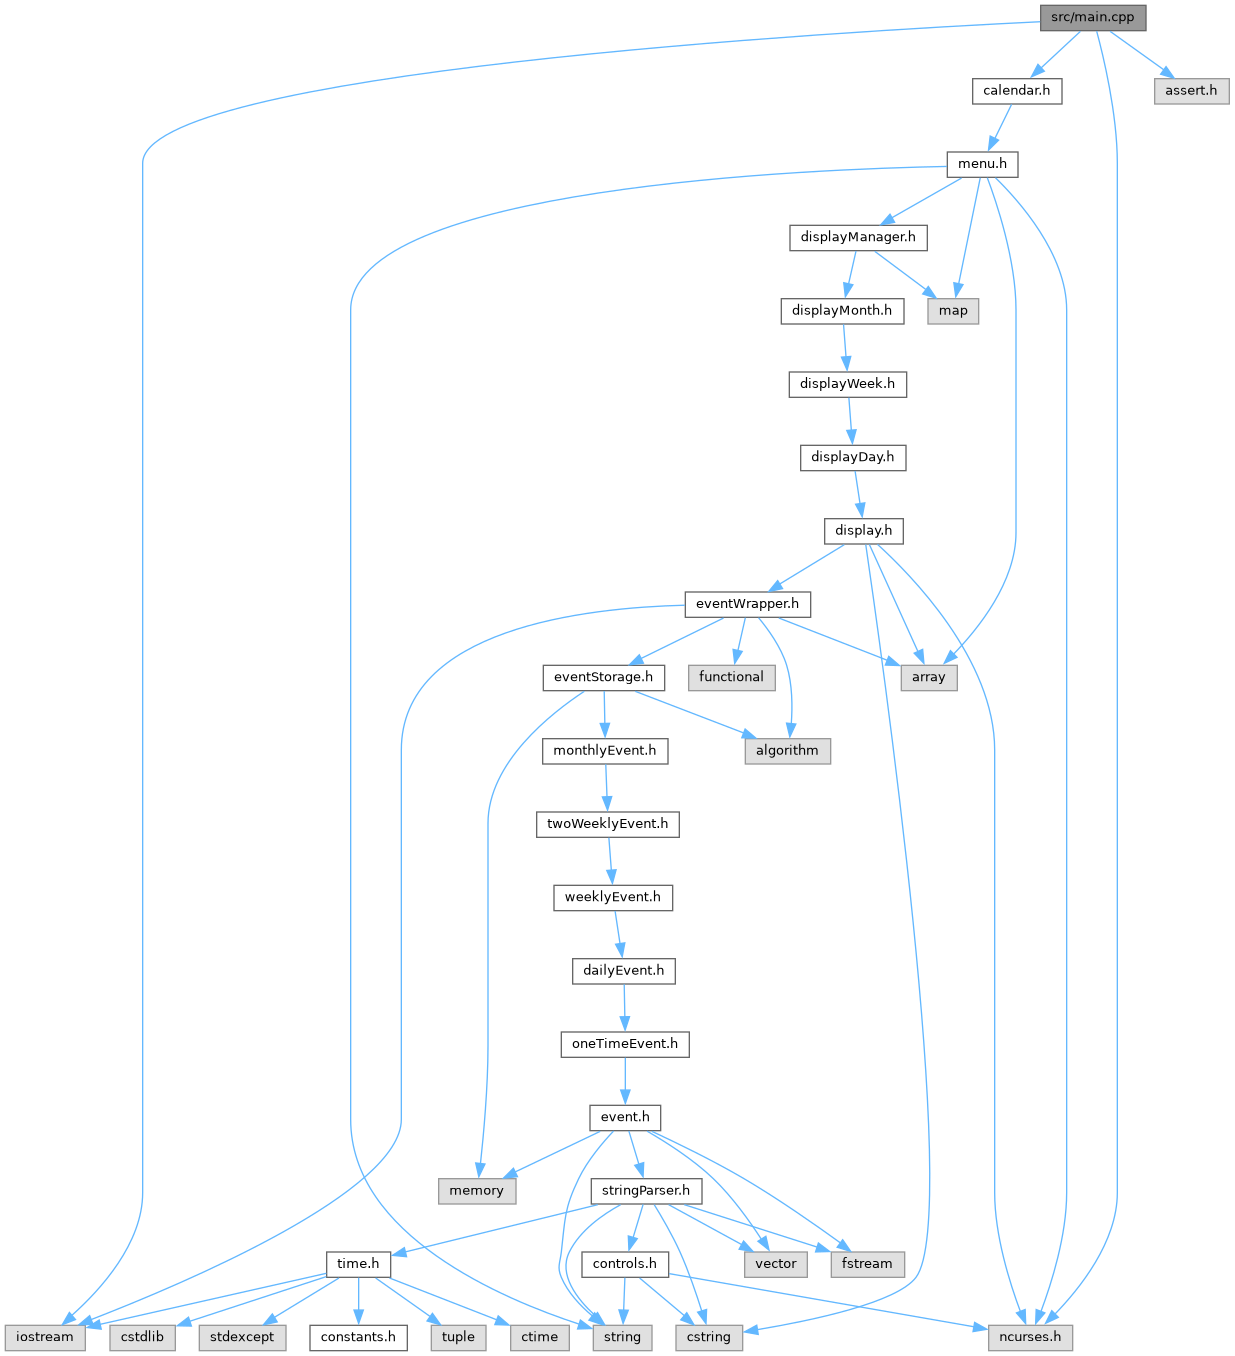 src/main.cpp
calendar.h
assert.h
menu.h
displayManager.h
displayMonth.h
map
displayWeek.h
displayDay.h
display.h
eventWrapper.h
eventStorage.h
functional
array
monthlyEvent.h
algorithm
twoWeeklyEvent.h
weeklyEvent.h
dailyEvent.h
oneTimeEvent.h
event.h
memory
stringParser.h
time.h
controls.h
vector
fstream
iostream
cstdlib
stdexcept
constants.h
tuple
ctime
string
cstring
ncurses.h